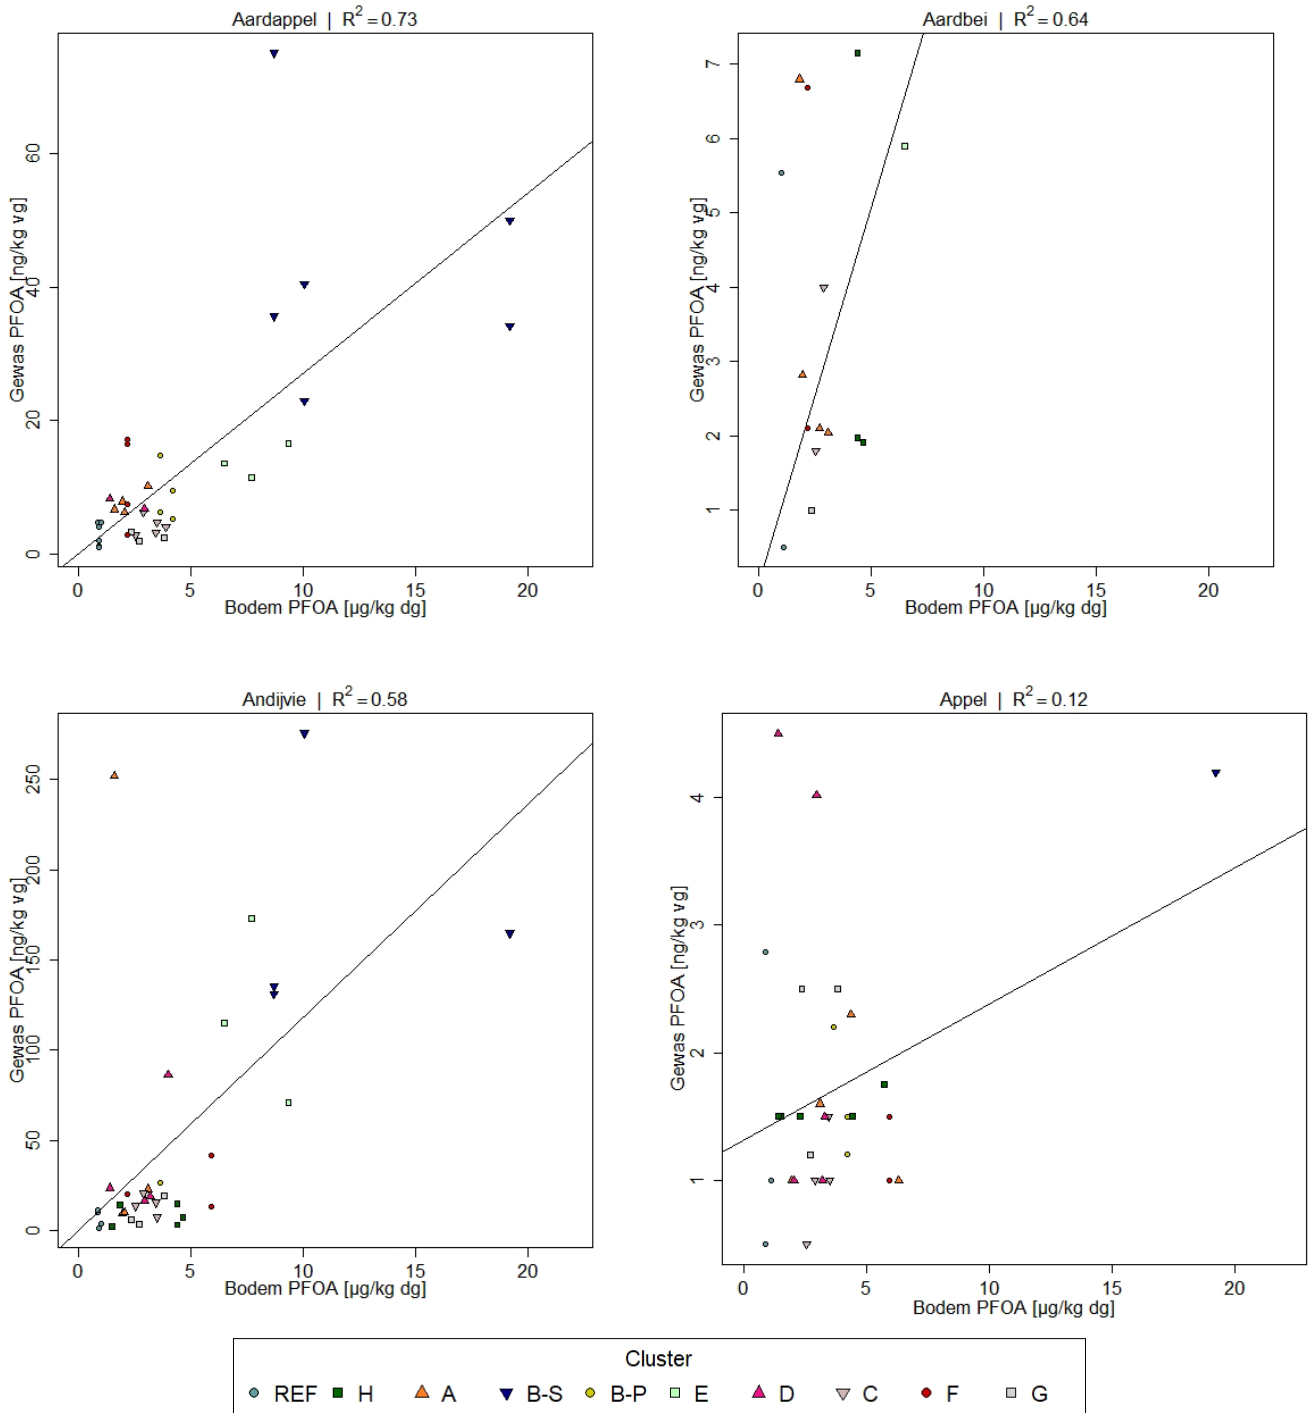 Aardappel | R² = 0.73
Gewas PFOA [ng/kg vg]
60
40
20
0
0 5 10 15 20
Bodem PFOA [µg/kg dg]
Aardbei | R² = 0.64
Gewas PFOA [ng/kg vg]
7
6
5
4
3
2
1
0 5 10 15 20
Bodem PFOA [µg/kg dg]
Andijvie | R² = 0.58
Gewas PFOA [ng/kg vg]
250
200
150
100
50
0
0 5 10 15 20
Bodem PFOA [µg/kg dg]
Appel | R² = 0.12
Gewas PFOA [ng/kg vg]
4
3
2
1
0 5 10 15 20
Bodem PFOA [µg/kg dg]
Cluster
REF H A B-S B-P E D C F G